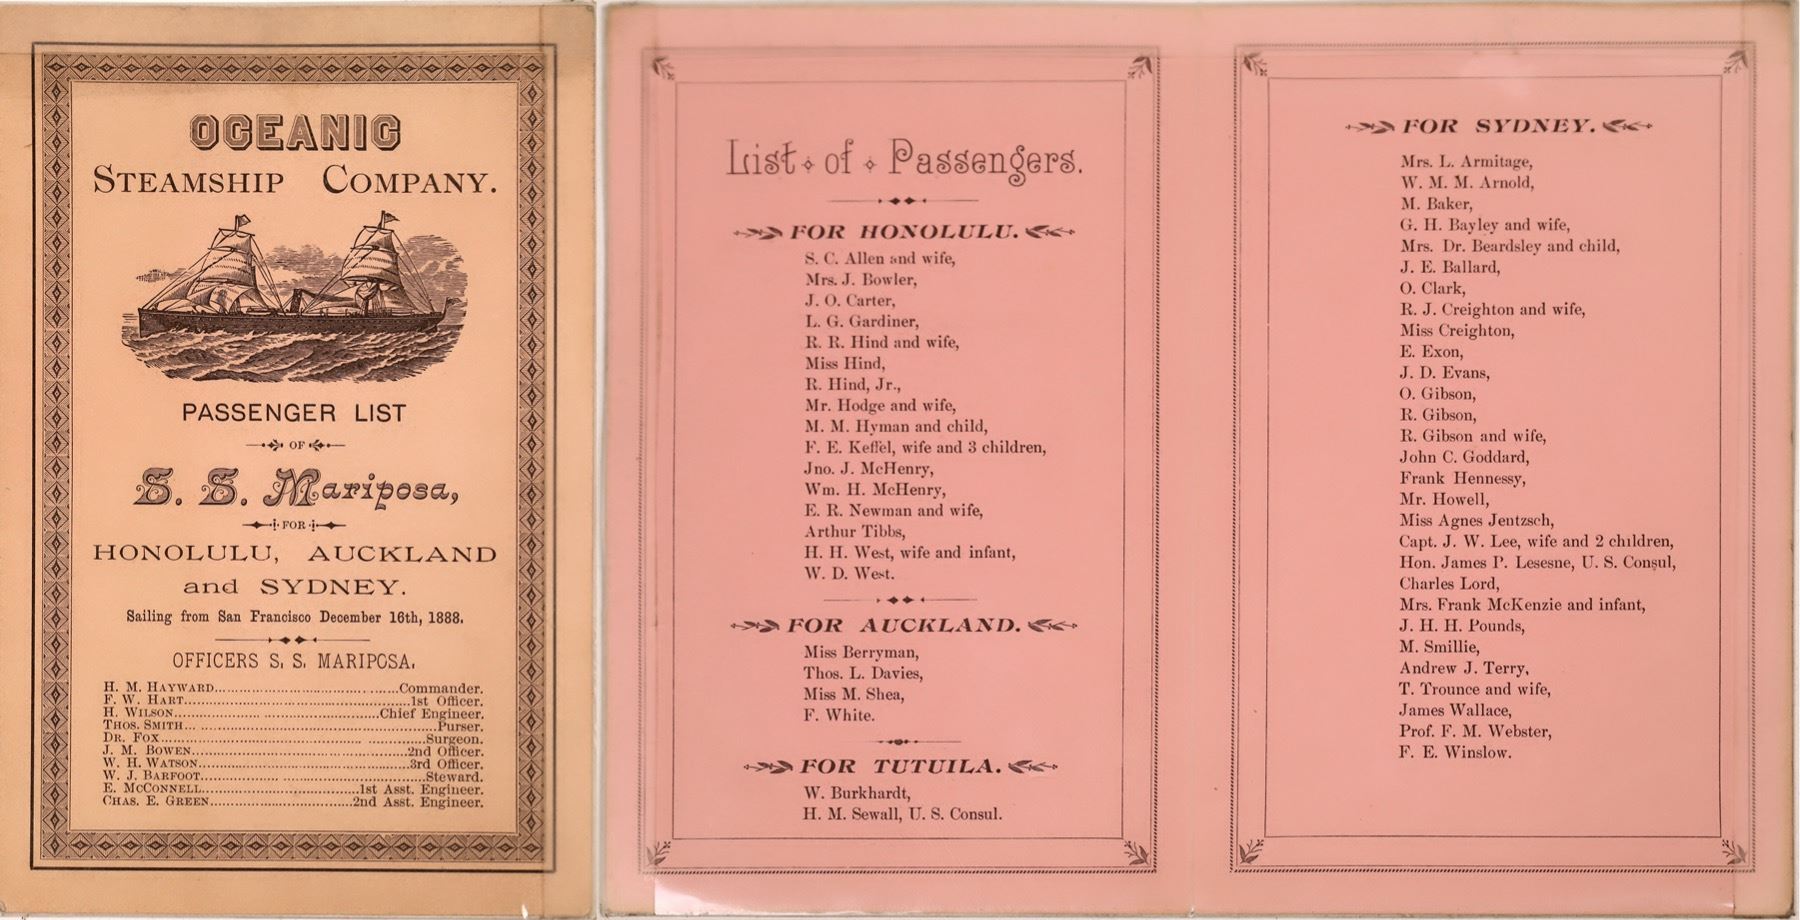 OCEANIC
STEAMSHIP COMPANY.
PASSENGER LIST
OF
S. S. Mariposa,
FOR
HONOLULU, AUCKLAND
and SYDNEY.
Sailing from San Francisco December 16th, 1888.
OFFICERS S. S. MARIPOSA.
H. M. HAYWARD..........Commander.
F. W. HART..........1st Officer.
H. WILSON..........Chief Engineer.
THOS. SMITH..........Purser.
DR. FOX..........Surgeon.
J. M. BOWEN..........2nd Officer.
W. H. WATSON..........3rd Officer.
W. J. BARFOOT..........Steward.
E. MCCONNELL..........1st Asst. Engineer.
CHAS. E. GREEN..........2nd Asst. Engineer.
List of Passengers.
FOR HONOLULU.
S. C. Allen and wife,
Mrs. J. Bowler,
J. O. Carter,
L. G. Gardiner,
R. R. Hind and wife,
Miss Hind,
R. Hind, Jr.,
Mr. Hodge and wife,
M. M. Hyman and child,
F. E. Keffel, wife and 3 children,
Jno. J. McHenry,
Wm. H. McHenry,
E. R. Newman and wife,
Arthur Tibbs,
H. H. West, wife and infant,
W. D. West.
FOR AUCKLAND.
Miss Berryman,
Thos. L. Davies,
Miss M. Shea,
F. White.
FOR TUTUILA.
W. Burkhardt,
H. M. Sewall, U. S. Consul.
FOR SYDNEY.
Mrs. L. Armitage,
W. M. M. Arnold,
M. Baker,
G. H. Bayley and wife,
Mrs. Dr. Beardsley and child,
J. E. Ballard,
O. Clark,
R. J. Creighton and wife,
Miss Creighton,
E. Exon,
J. D. Evans,
O. Gibson,
R. Gibson,
R. Gibson and wife,
John C. Goddard,
Frank Hennessy,
Mr. Howell,
Miss Agnes Jentzsch,
Capt. J. W. Lee, wife and 2 children,
Hon. James P. Lesesne, U. S. Consul,
Charles Lord,
Mrs. Frank McKenzie and infant,
J. H. H. Pounds,
M. Smillie,
Andrew J. Terry,
T. Trounce and wife,
James Wallace,
Prof. F. M. Webster,
F. E. Winslow.